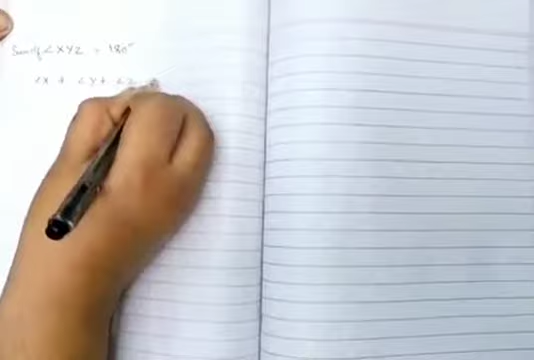 Sum of ∠XYZ = 180°
∠X + ∠Y + ∠Z =